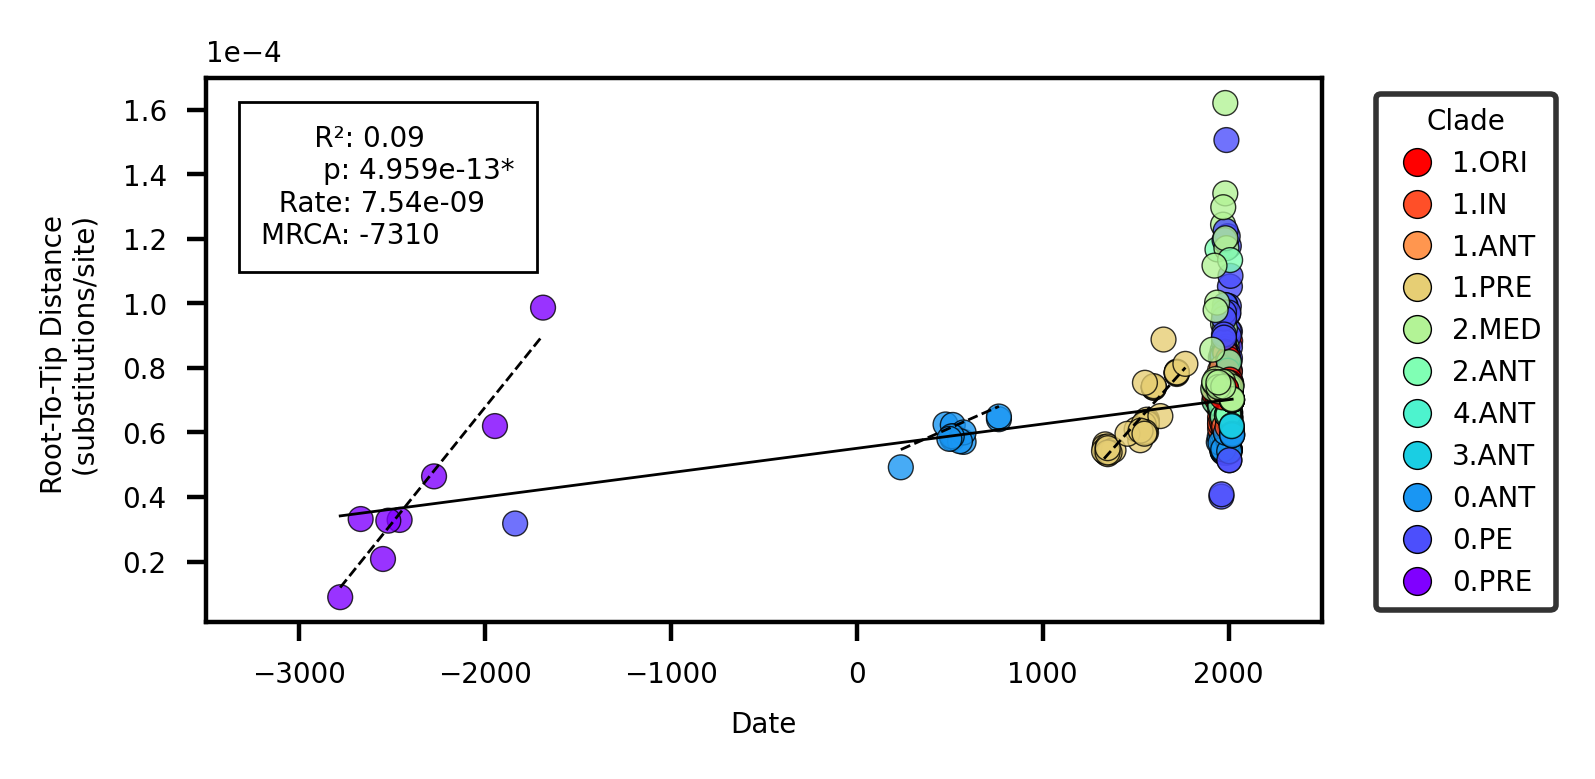 1e−4
1.6
1.4
1.2
1.0
0.8
0.6
0.4
0.2
Root-To-Tip Distance
(substitutions/site)
R²: 0.09
p: 4.959e-13*
Rate: 7.54e-09
MRCA: -7310
−3000
−2000
−1000
0
1000
2000
Date
Clade
1.ORI
1.IN
1.ANT
1.PRE
2.MED
2.ANT
4.ANT
3.ANT
0.ANT
0.PE
0.PRE